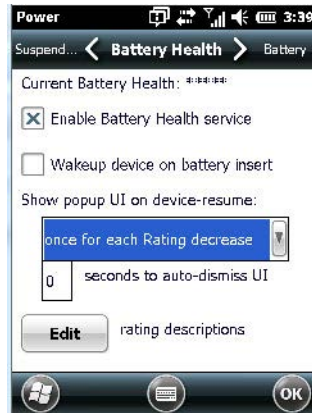 Power 3:39
Suspend... Battery Health Battery
Current Battery Health: *****
Enable Battery Health service
Wakeup device on battery insert
Show popup UI on device-resume:
once for each Rating decrease
0 seconds to auto-dismiss UI
Edit rating descriptions
OK